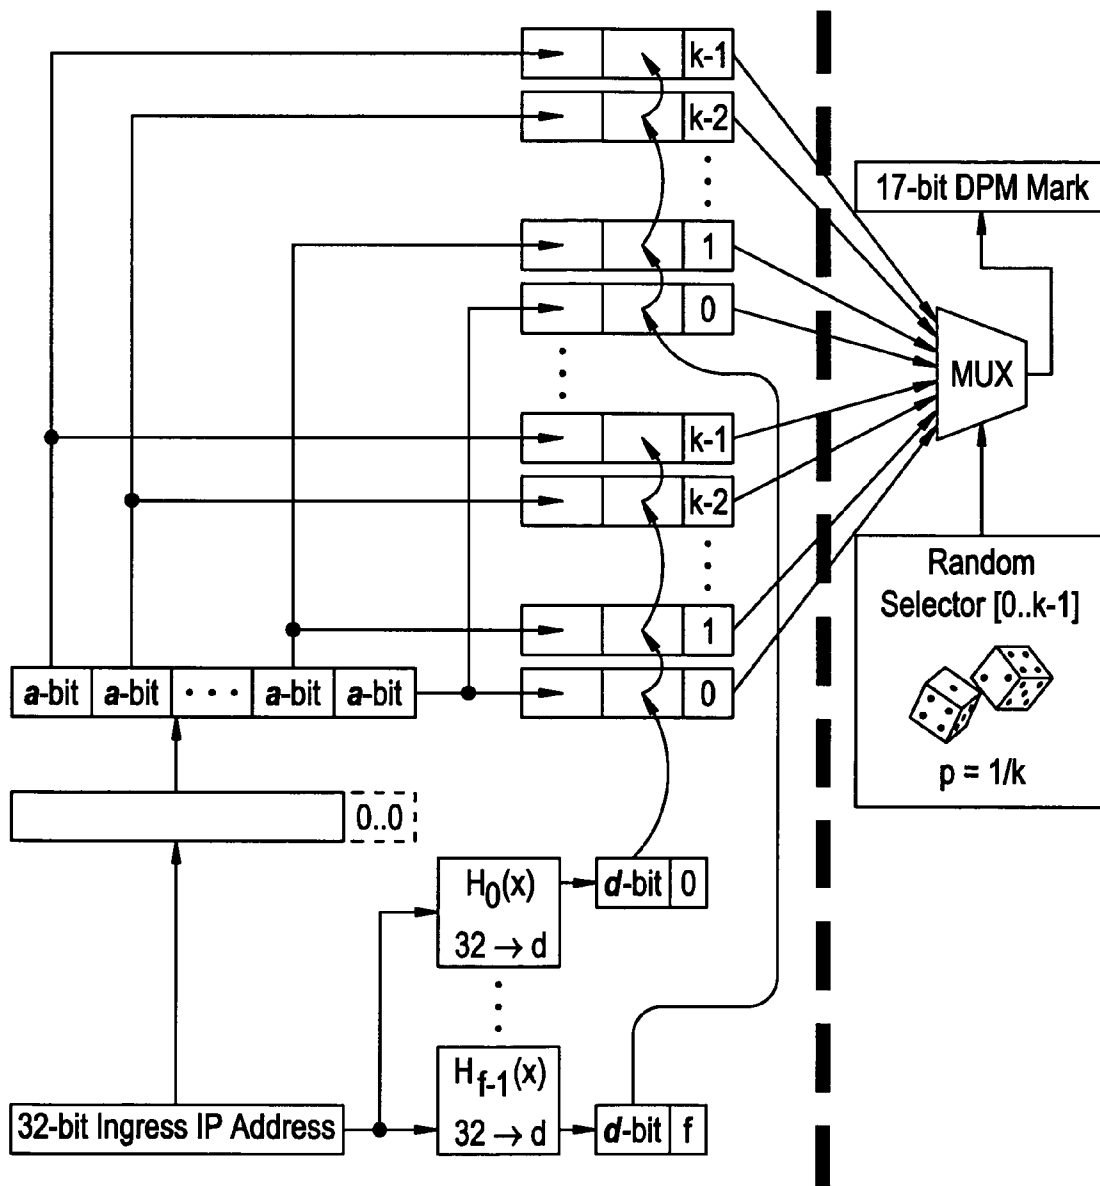 k-1
k-2
1
0
k-1
k-2
1
0
17-bit DPM Mark
MUX
Random
Selector [0..k-1]
p = 1/k
a-bit a-bit ··· a-bit a-bit
0..0
H0(x)
32 → d
d-bit 0
Hf-1(x)
32 → d
d-bit f
32-bit Ingress IP Address